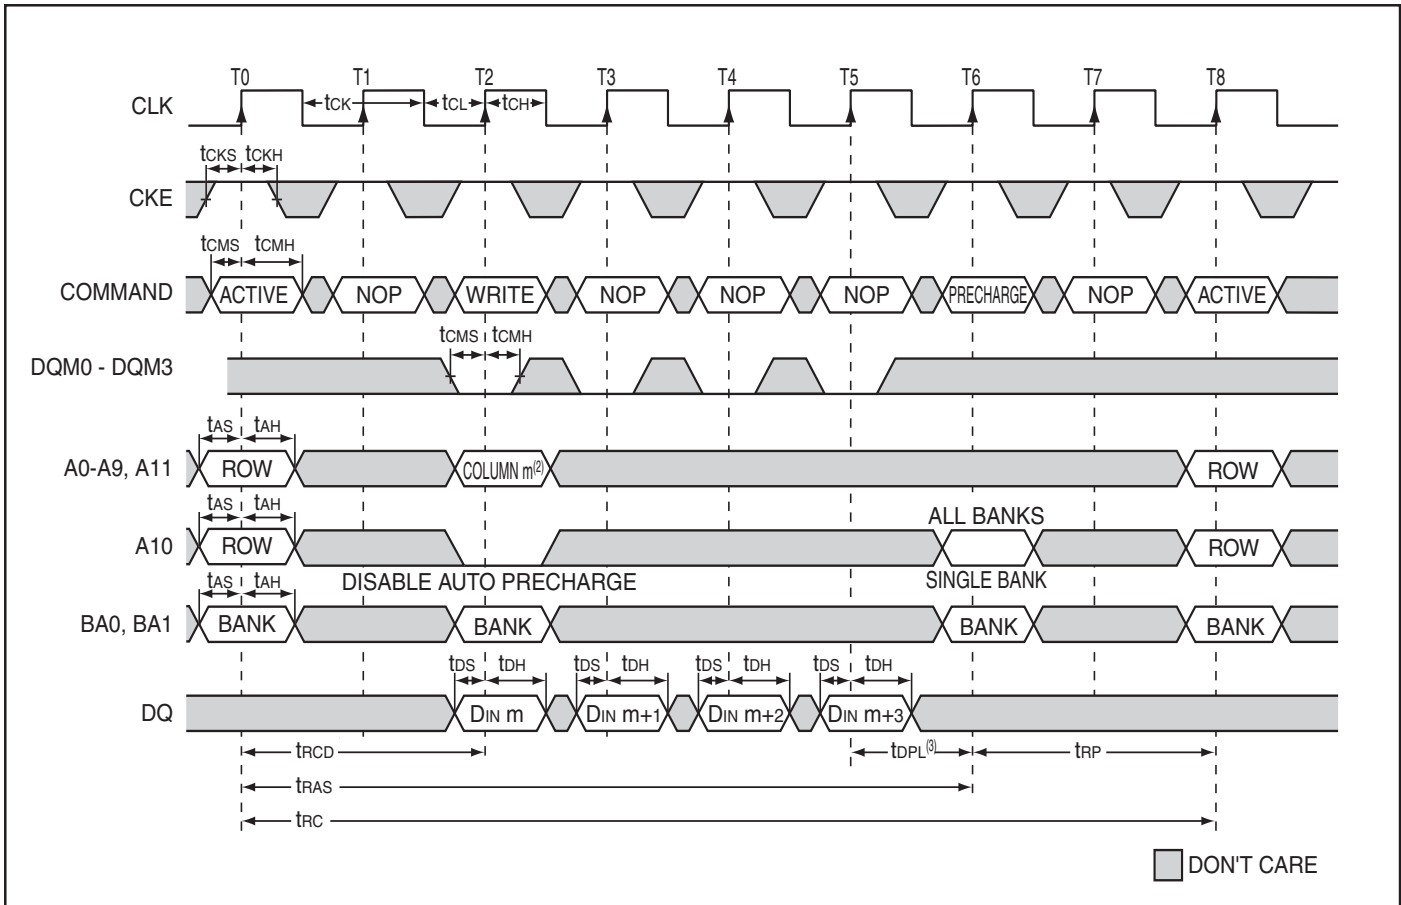 T0 T1 T2 T3 T4 T5 T6 T7 T8
CLK tCK tCL tCH
tCKS tCKH
CKE
tCMS tCMH
COMMAND ACTIVE NOP WRITE NOP NOP NOP PRECHARGE NOP ACTIVE
tCMS tCMH
DQM0 - DQM3
tAS tAH
A0-A9, A11 ROW COLUMN m(2) ROW
tAS tAH ALL BANKS
A10 ROW ROW
DISABLE AUTO PRECHARGE SINGLE BANK
tAS tAH
BA0, BA1 BANK BANK BANK BANK
tDS tDH tDS tDH tDS tDH tDS tDH
DQ DIN m DIN m+1 DIN m+2 DIN m+3
tRCD tDPL(3) tRP
tRAS
tRC
DON'T CARE